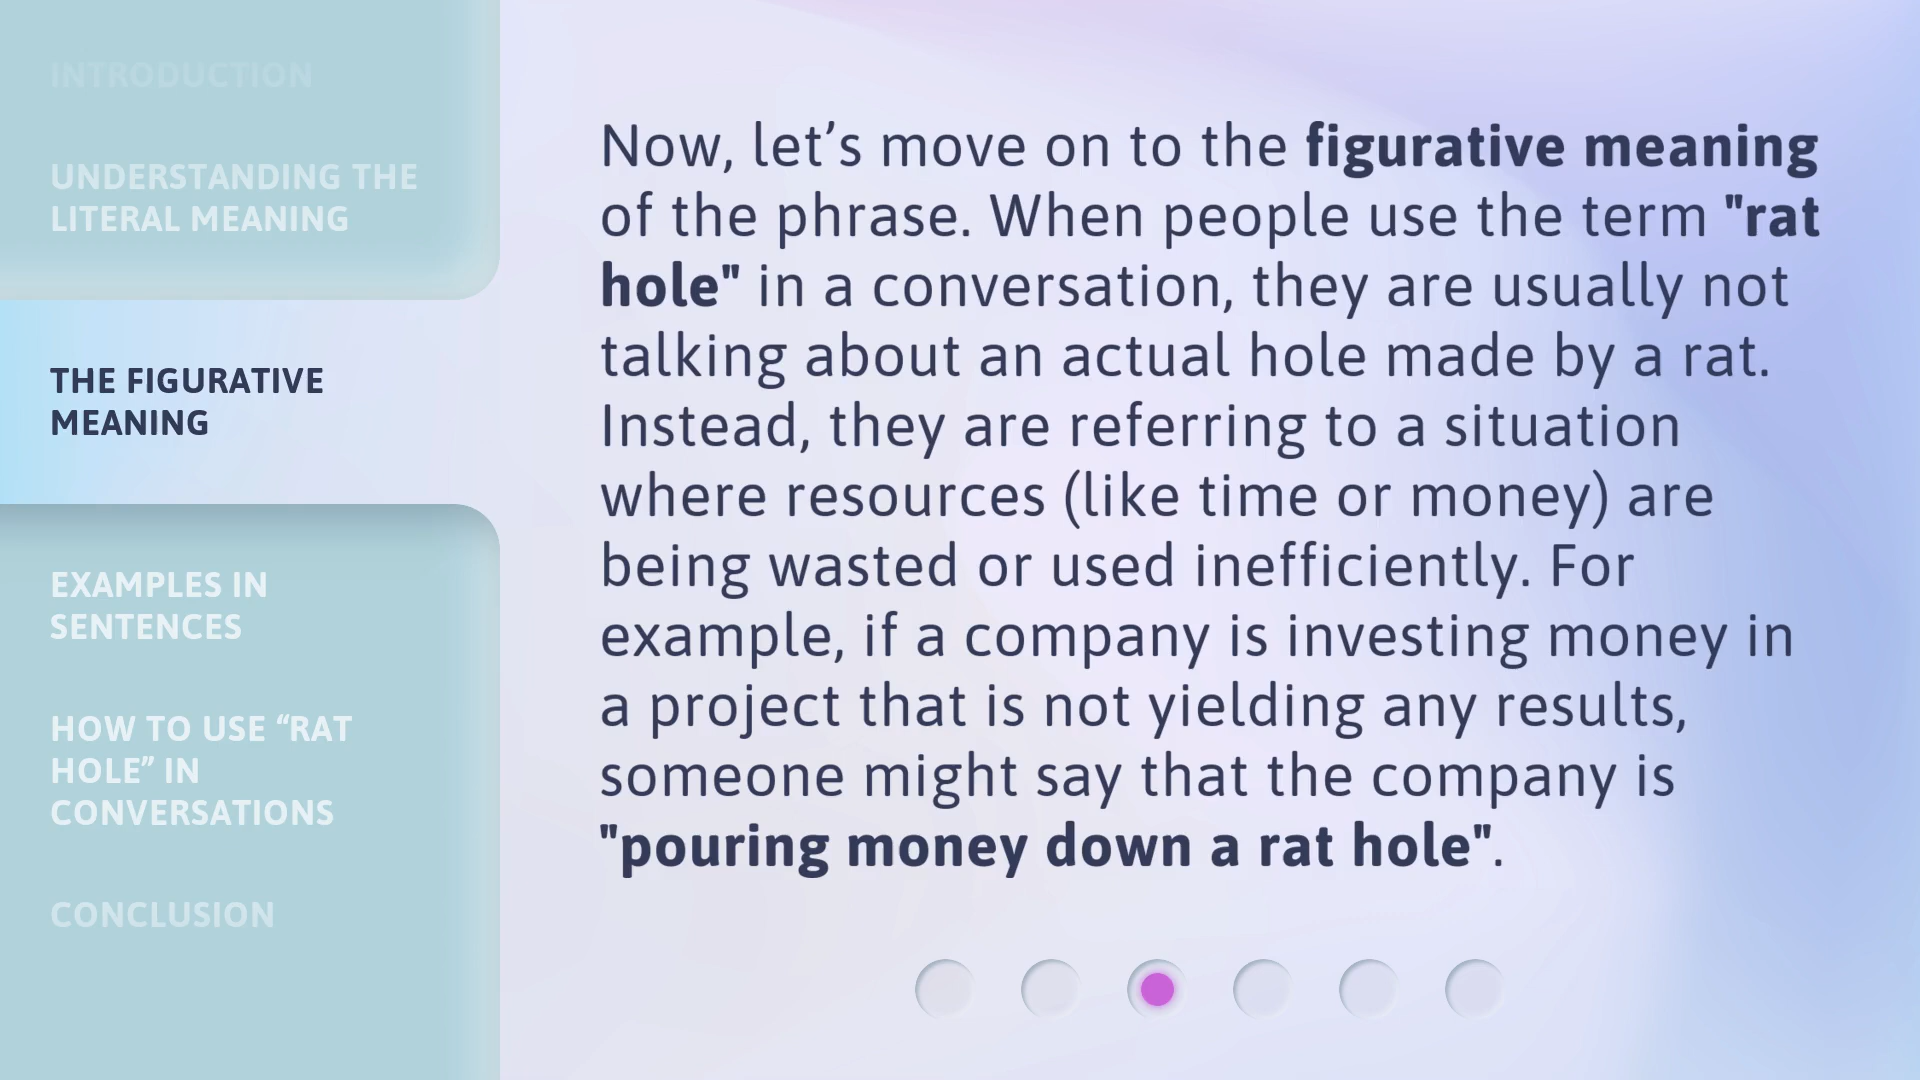 INTRODUCTION
UNDERSTANDING THE
LITERAL MEANING
THE FIGURATIVE
MEANING
EXAMPLES IN
SENTENCES
HOW TO USE “RAT
HOLE” IN
CONVERSATIONS
CONCLUSION
Now, let’s move on to the figurative meaning
of the phrase. When people use the term "rat
hole" in a conversation, they are usually not
talking about an actual hole made by a rat.
Instead, they are referring to a situation
where resources (like time or money) are
being wasted or used inefficiently. For
example, if a company is investing money in
a project that is not yielding any results,
someone might say that the company is
"pouring money down a rat hole".